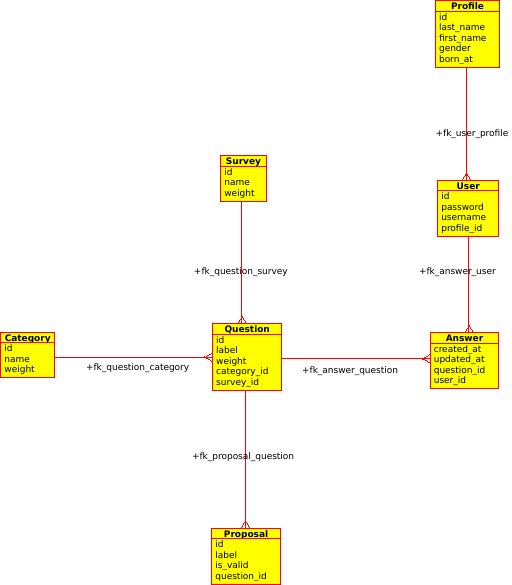 Profile
id
last_name
first_name
gender
born_at
+fk_user_profile
Survey
id
name
weight
User
id
password
username
profile_id
+fk_question_survey
+fk_answer_user
Category
id
name
weight
+fk_question_category
Question
id
label
weight
category_id
survey_id
+fk_answer_question
Answer
created_at
updated_at
question_id
user_id
+fk_proposal_question
Proposal
id
label
is_valid
question_id